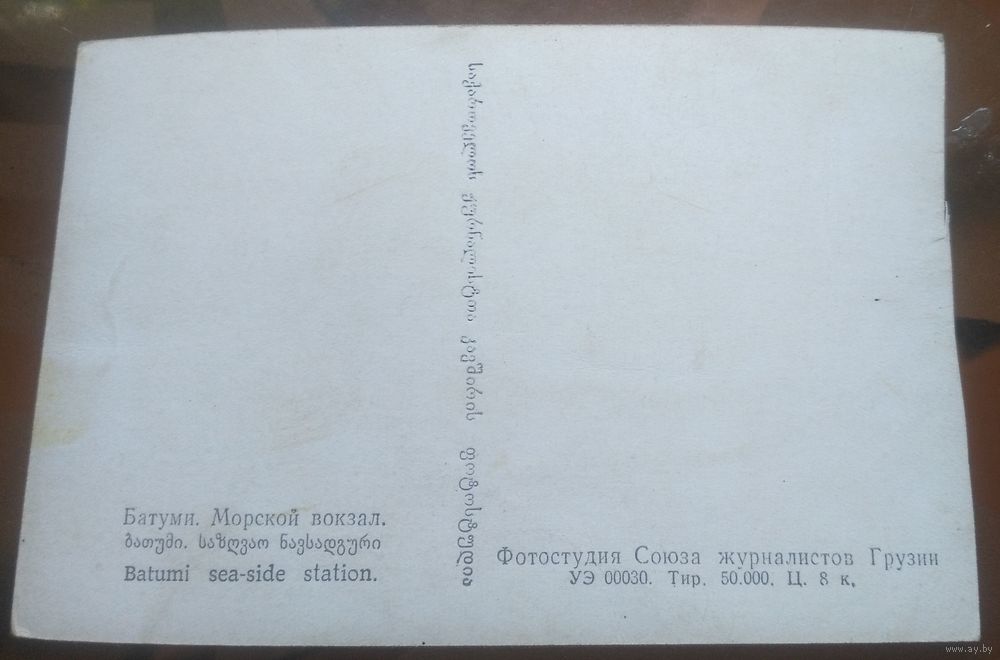 Батуми. Морской вокзал.
ბათუმი. საზღვაო ნავსადგური
Batumi sea-side station.
საქართველოს ჟურნალისტთა კავშირის ფოტოსტუდია
Фотостудия Союза журналистов Грузии
УЭ 00030. Тир. 50.000. Ц. 8 к.
www.ay.by